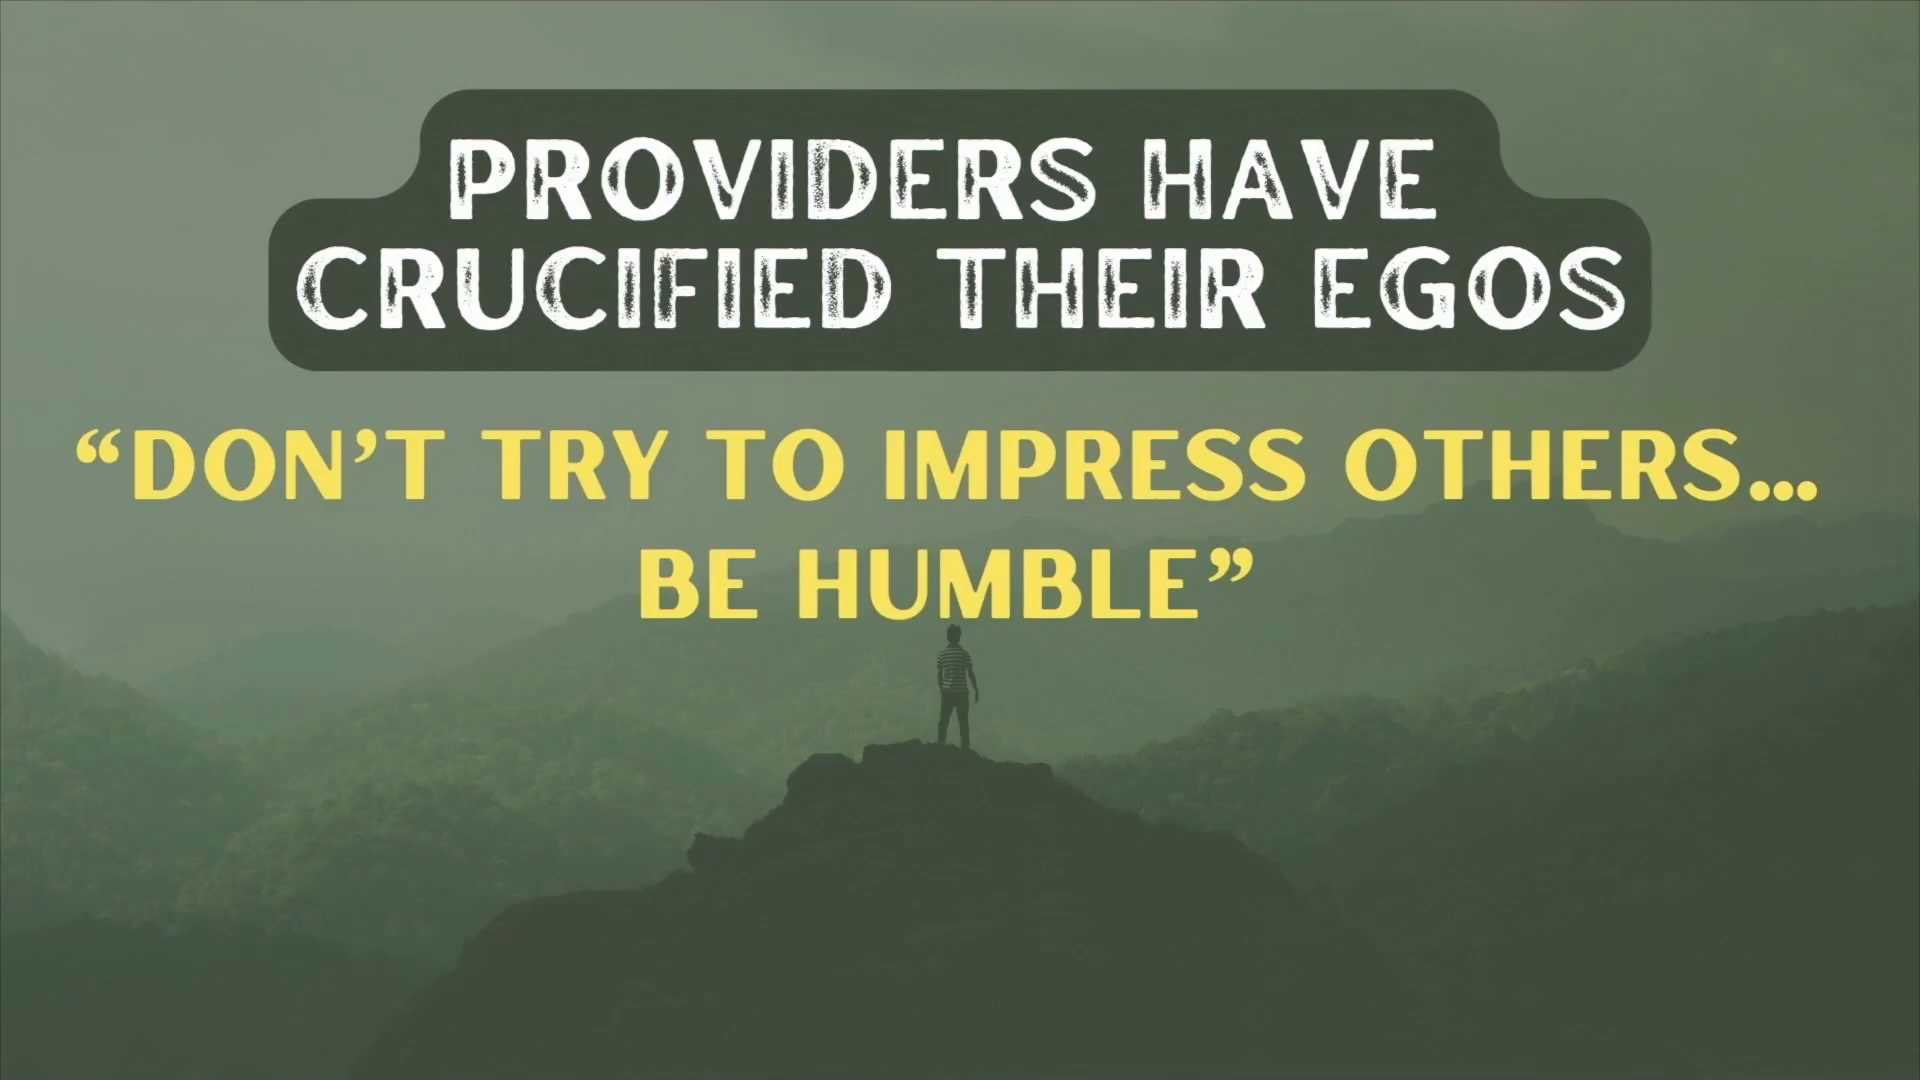 PROVIDERS HAVE
CRUCIFIED THEIR EGOS
“DON’T TRY TO IMPRESS OTHERS...
BE HUMBLE”